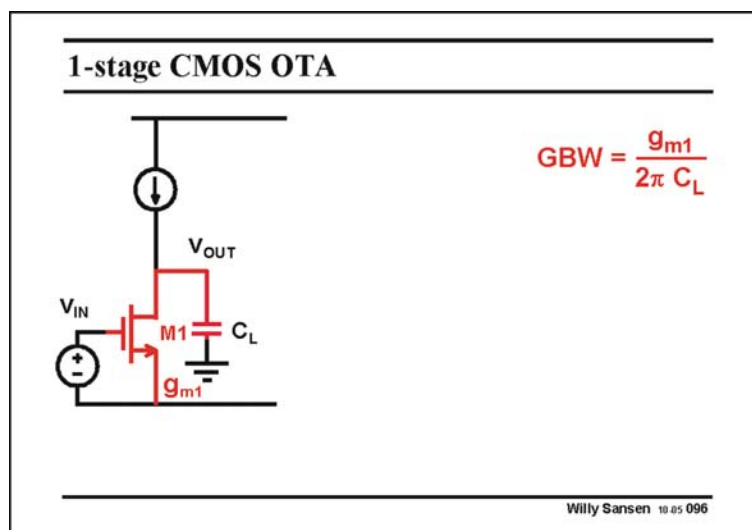 1-stage CMOS OTA
GBW = g_m1 / 2π C_L
V_OUT
V_IN
M1
C_L
+
−
g_m1
Willy Sansen 10-05 096